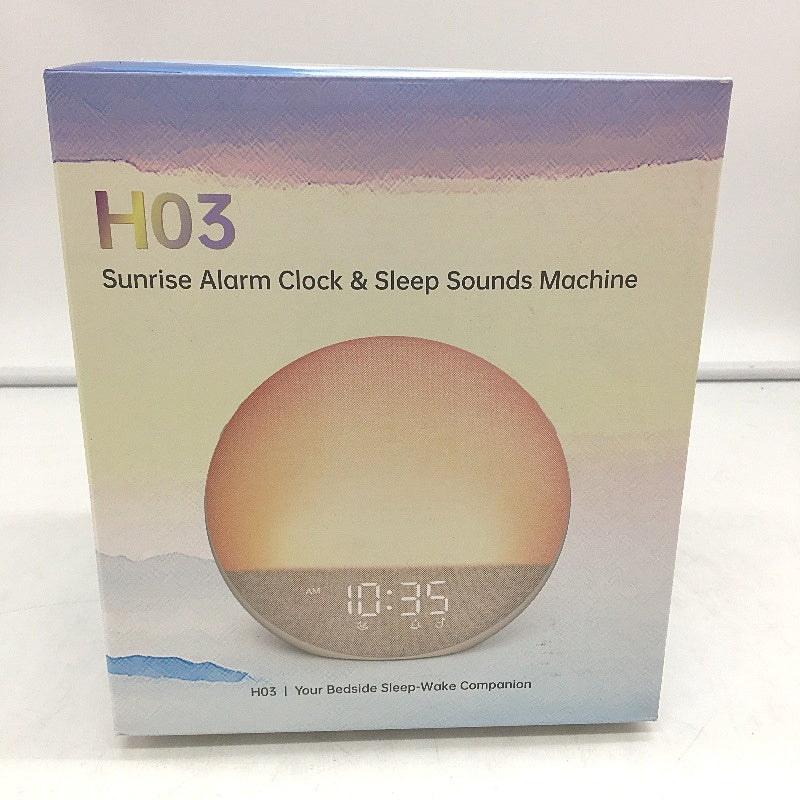 H03
Sunrise Alarm Clock & Sleep Sounds Machine
AM 10:35
H03 | Your Bedside Sleep-Wake Companion